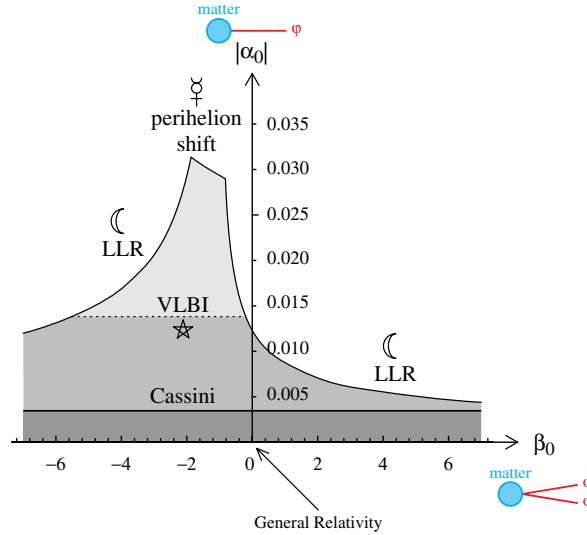 matter
φ
|α₀|
perihelion
shift
0.035
0.030
0.025
0.020
0.015
0.010
0.005
LLR
VLBI
LLR
Cassini
−6
−4
−2
0
2
4
6
β₀
matter
General Relativity